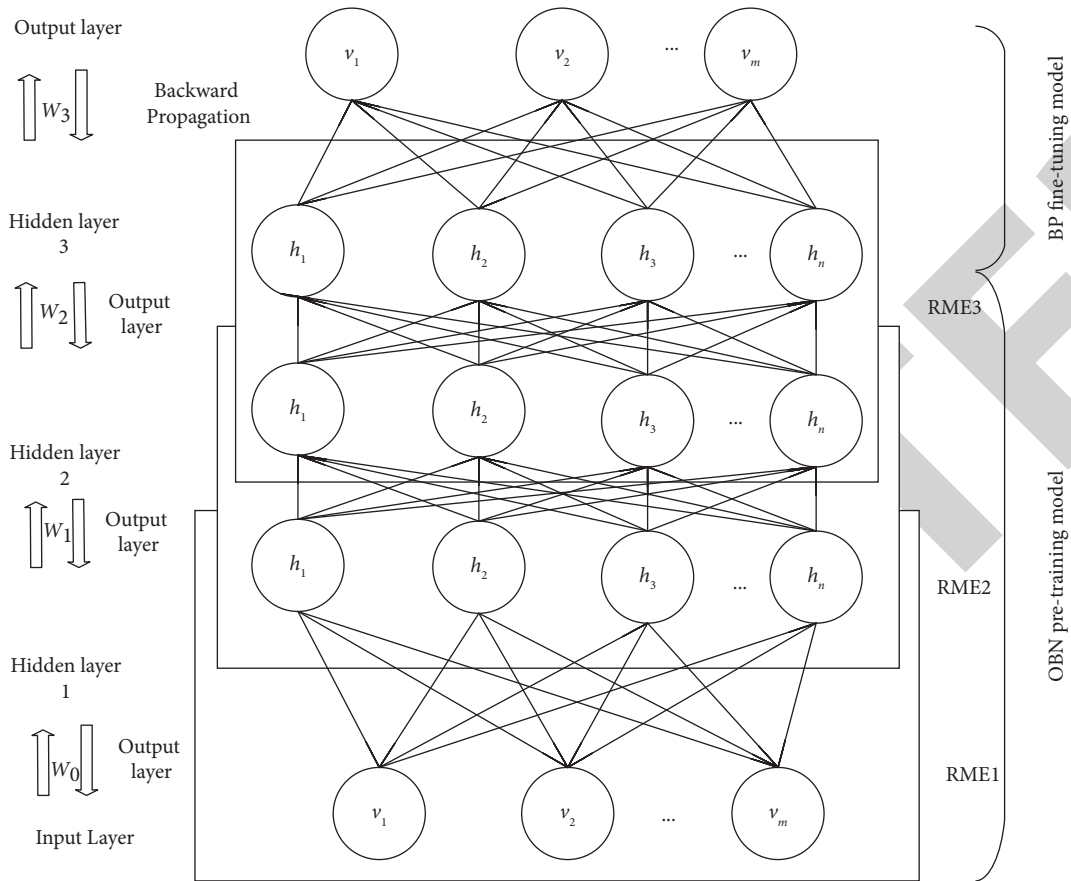 Output layer
v1 v2 ... vm
W3
Backward
Propagation
BP fine-tuning model
Hidden layer
3
h1 h2 h3 ... hn
W2
Output
layer
RME3
h1 h2 h3 ... hn
Hidden layer
2
W1
Output
layer
h1 h2 h3 ... hn
RME2
OBN pre-training model
Hidden layer
1
W0
Output
layer
RME1
v1 v2 ... vm
Input Layer